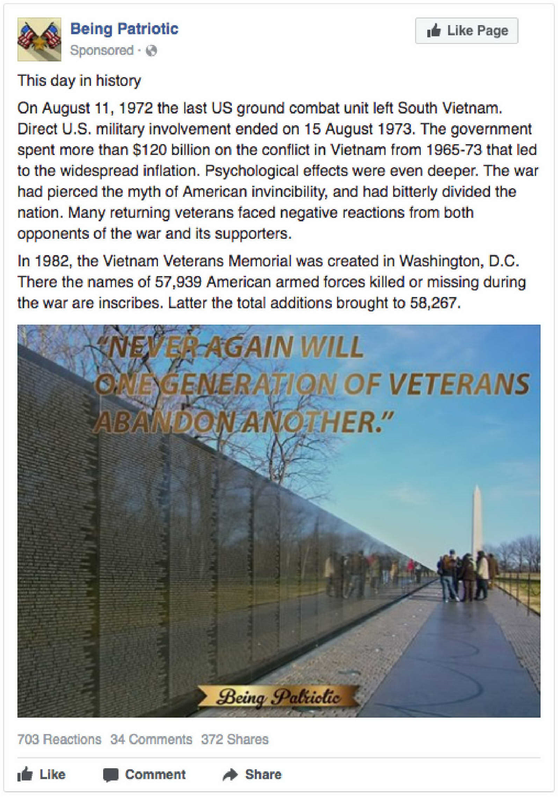 Being Patriotic
Sponsored ·
Like Page
This day in history
On August 11, 1972 the last US ground combat unit left South Vietnam.
Direct U.S. military involvement ended on 15 August 1973. The government
spent more than $120 billion on the conflict in Vietnam from 1965-73 that led
to the widespread inflation. Psychological effects were even deeper. The war
had pierced the myth of American invincibility, and had bitterly divided the
nation. Many returning veterans faced negative reactions from both
opponents of the war and its supporters.
In 1982, the Vietnam Veterans Memorial was created in Washington, D.C.
There the names of 57,939 American armed forces killed or missing during
the war are inscribes. Latter the total additions brought to 58,267.
“NEVER AGAIN WILL
ONE GENERATION OF VETERANS
ABANDON ANOTHER.”
Being Patriotic
703 Reactions 34 Comments 372 Shares
Like Comment Share